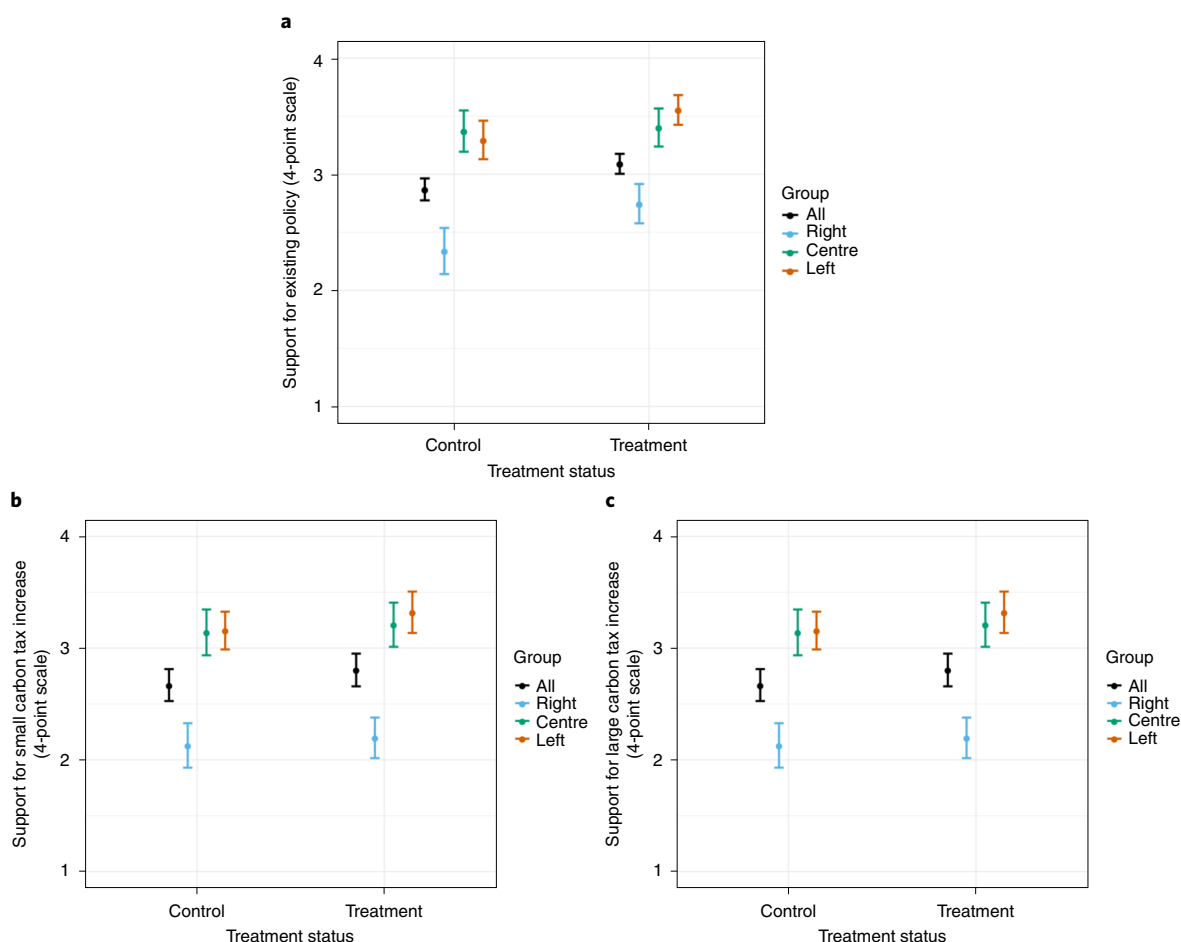 a
Support for existing policy (4-point scale)
4
3
2
1
Control
Treatment
Treatment status
Group
All
Right
Centre
Left
b
Support for small carbon tax increase
(4-point scale)
4
3
2
1
Control
Treatment
Treatment status
Group
All
Right
Centre
Left
c
Support for large carbon tax increase
(4-point scale)
4
3
2
1
Control
Treatment
Treatment status
Group
All
Right
Centre
Left